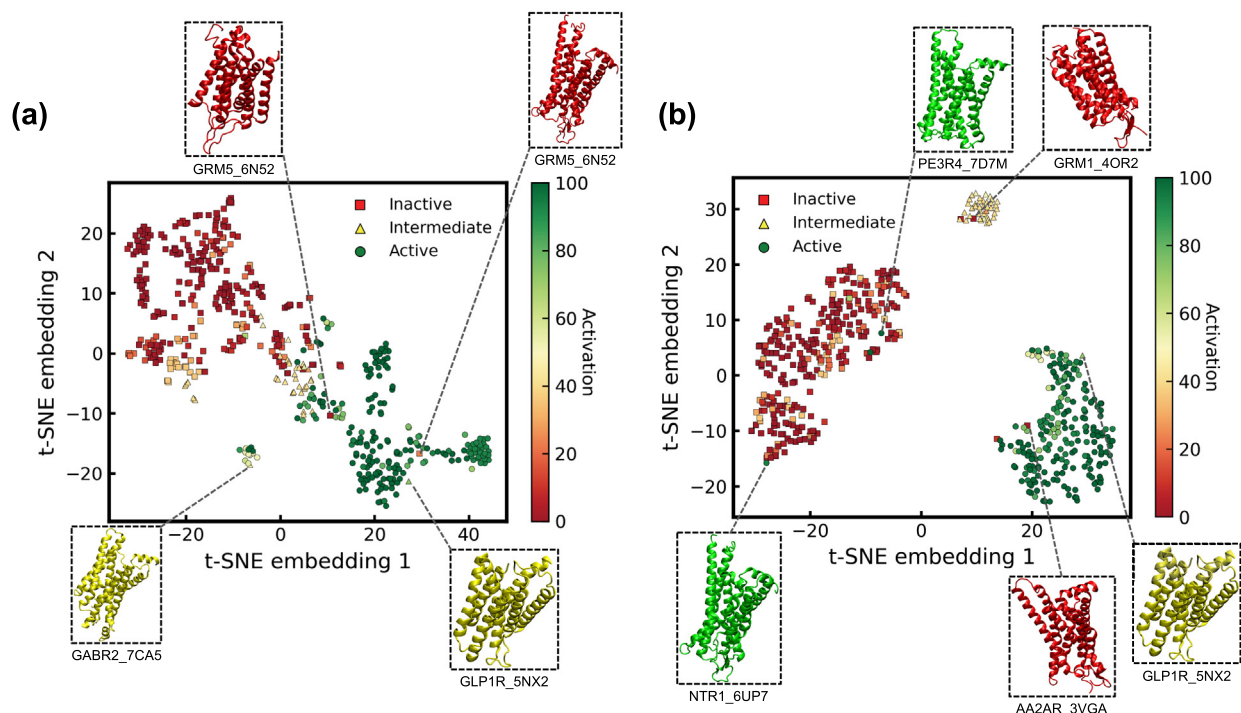 (a)
GRM5_6N52
GRM5_6N52
t-SNE embedding 2
20
10
0
−10
−20
Inactive
Intermediate
Active
100
80
60
40
20
0
Activation
−20
0
20
40
t-SNE embedding 1
GABR2_7CA5
GLP1R_5NX2
(b)
PE3R4_7D7M
GRM1_4OR2
t-SNE embedding 2
30
20
10
0
−10
−20
Inactive
Intermediate
Active
100
80
60
40
20
0
Activation
−20
0
20
t-SNE embedding 1
NTR1_6UP7
AA2AR_3VGA
GLP1R_5NX2